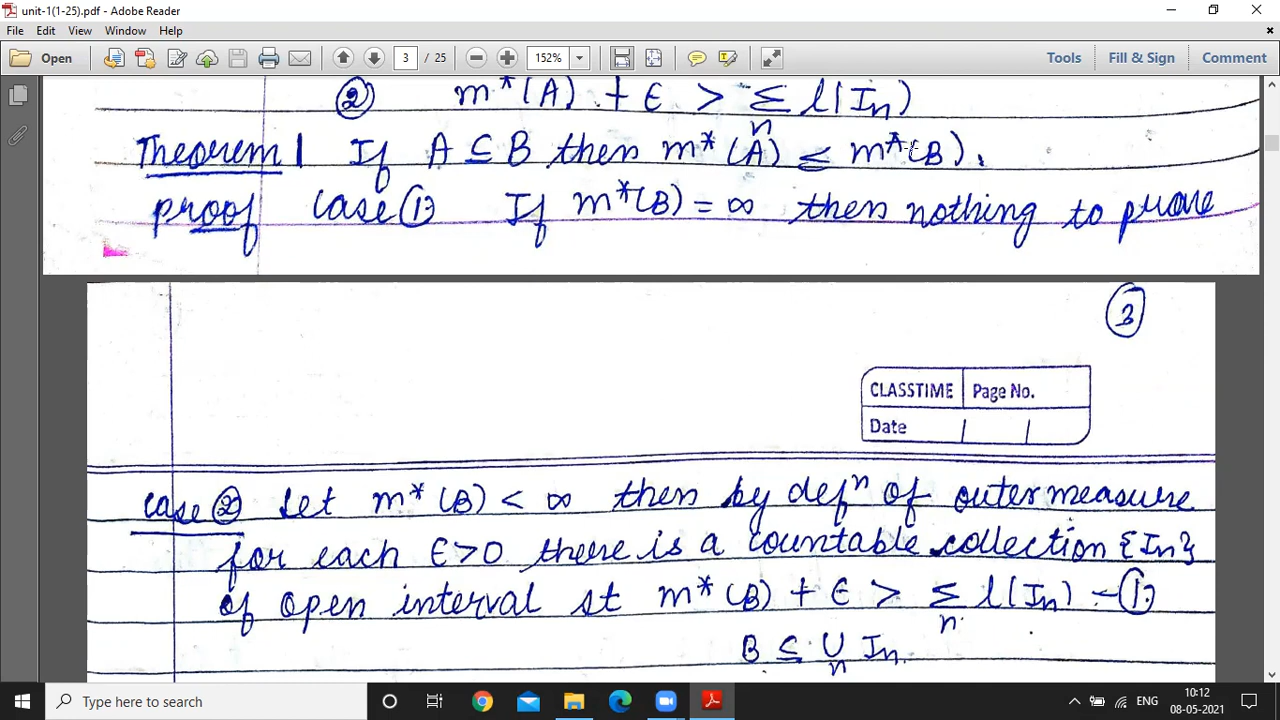 unit-1(1-25).pdf - Adobe Reader
File Edit View Window Help
Open 3 / 25 152% Tools Fill & Sign Comment
② m*(A) + ε > Σ l(In)
n
Theorem 1 If A ⊆ B then m*(A) ≤ m*(B).
proof case ① If m*(B) = ∞ then nothing to prove
③
CLASSTIME Page No.
Date
case ② Let m*(B) < ∞ then by defⁿ of outer measure
for each ε>0 there is a countable collection {In}
of open interval st m*(B) + ε > Σ l(In) -①
n
B ⊆ ∪ In
n
Type here to search
ENG
10:12
08-05-2021